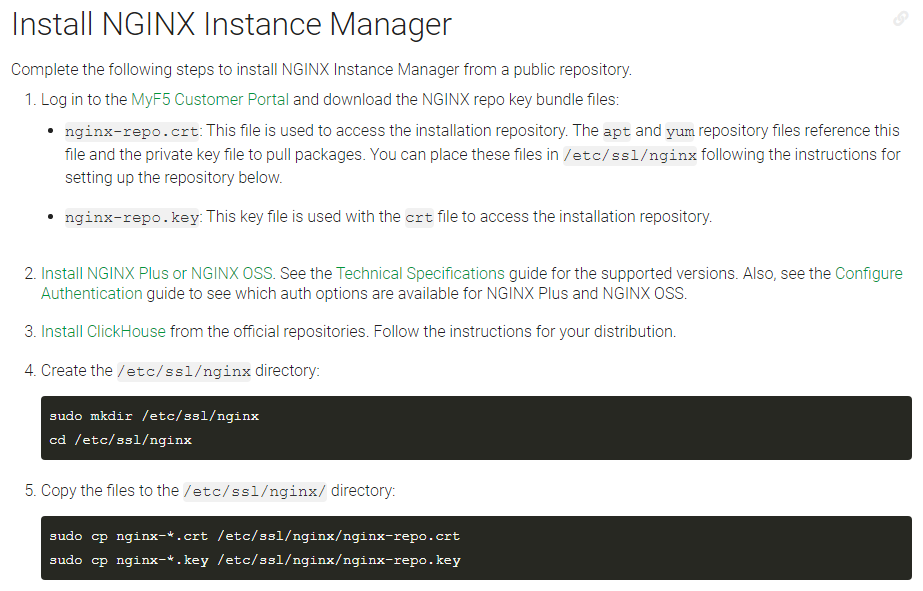 Install NGINX Instance Manager
Complete the following steps to install NGINX Instance Manager from a public repository.
1. Log in to the MyF5 Customer Portal and download the NGINX repo key bundle files:
• nginx-repo.crt: This file is used to access the installation repository. The apt and yum repository files reference this
file and the private key file to pull packages. You can place these files in /etc/ssl/nginx following the instructions for
setting up the repository below.
• nginx-repo.key: This key file is used with the crt file to access the installation repository.
2. Install NGINX Plus or NGINX OSS. See the Technical Specifications guide for the supported versions. Also, see the Configure
Authentication guide to see which auth options are available for NGINX Plus and NGINX OSS.
3. Install ClickHouse from the official repositories. Follow the instructions for your distribution.
4. Create the /etc/ssl/nginx directory:
sudo mkdir /etc/ssl/nginx
cd /etc/ssl/nginx
5. Copy the files to the /etc/ssl/nginx/ directory:
sudo cp nginx-*.crt /etc/ssl/nginx/nginx-repo.crt
sudo cp nginx-*.key /etc/ssl/nginx/nginx-repo.key